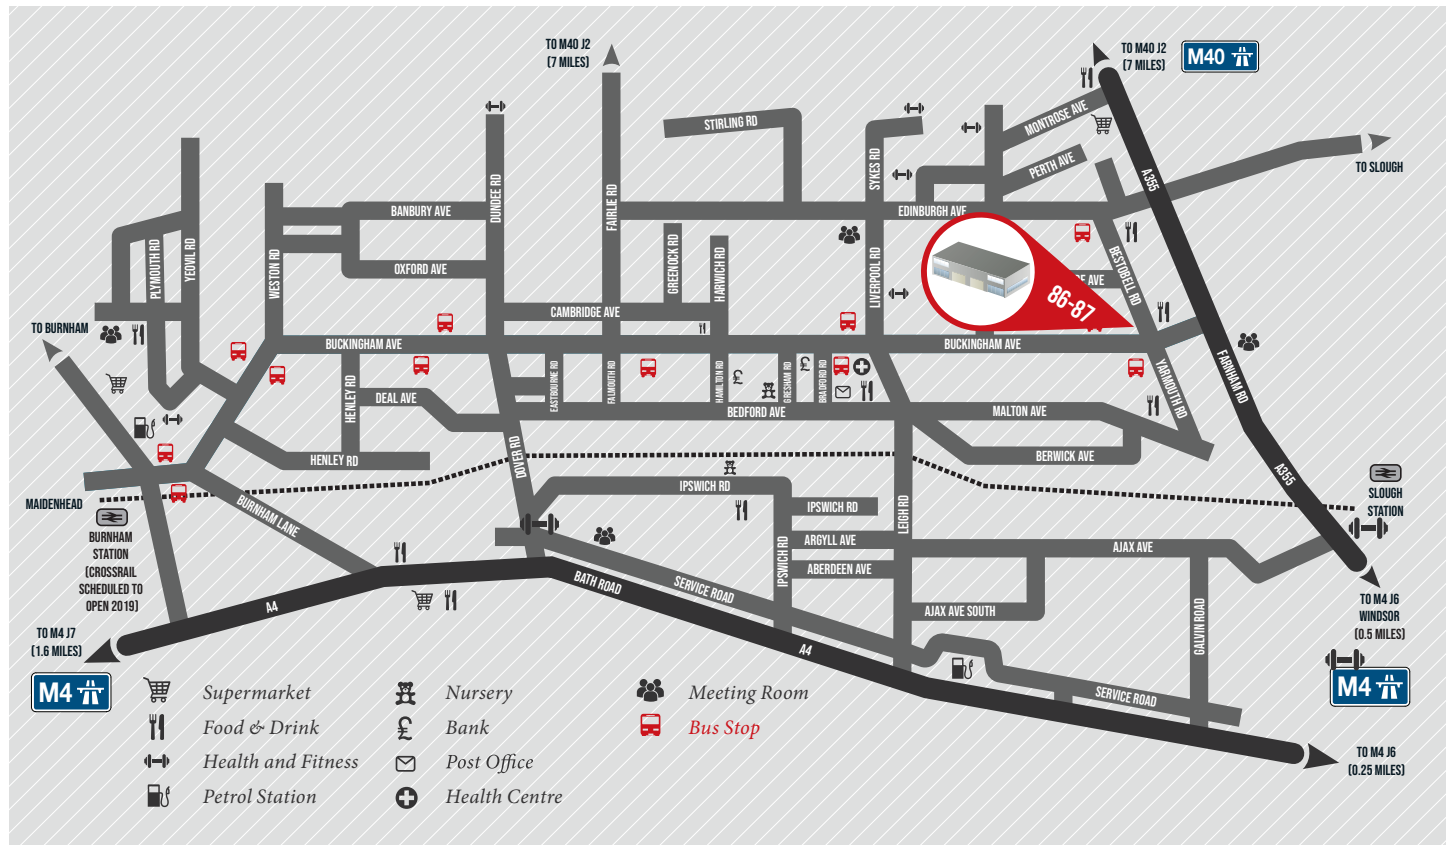 TO M40 J2
(7 MILES)
TO M40 J2
(7 MILES)
M40
STIRLING RD
MONTROSE AVE
SYKES RD
PERTH AVE
A355
TO SLOUGH
DUNDEE RD
FAIRLIE RD
BANBURY AVE
EDINBURGH AVE
PLYMOUTH RD
YEOVIL RD
WESTON RD
OXFORD AVE
GREENOCK RD
HARWICH RD
LIVERPOOL RD
BESTOBELL RD
E AVE
86-87
CAMBRIDGE AVE
TO BURNHAM
BUCKINGHAM AVE
BUCKINGHAM AVE
FARNHAM RD
HENLEY RD
DEAL AVE
EASTBOURNE RD
FALMOUTH RD
HAMILTON RD
GRESHAM RD
BRADFORD RD
YARMOUTH RD
BEDFORD AVE
MALTON AVE
HENLEY RD
DOVER RD
BERWICK AVE
A355
MAIDENHEAD
BURNHAM LANE
IPSWICH RD
IPSWICH RD
LEIGH RD
SLOUGH
STATION
BURNHAM
STATION
(CROSSRAIL
SCHEDULED TO
OPEN 2019)
IPSWICH RD
ARGYLL AVE
ABERDEEN AVE
AJAX AVE
AJAX AVE SOUTH
GALVIN ROAD
A4
BATH ROAD
SERVICE ROAD
A4
SERVICE ROAD
TO M4 J6
WINDSOR
(0.5 MILES)
M4
TO M4 J7
(1.6 MILES)
M4
TO M4 J6
(0.25 MILES)
Supermarket
Food & Drink
Health and Fitness
Petrol Station
Nursery
£ Bank
Post Office
Health Centre
Meeting Room
Bus Stop